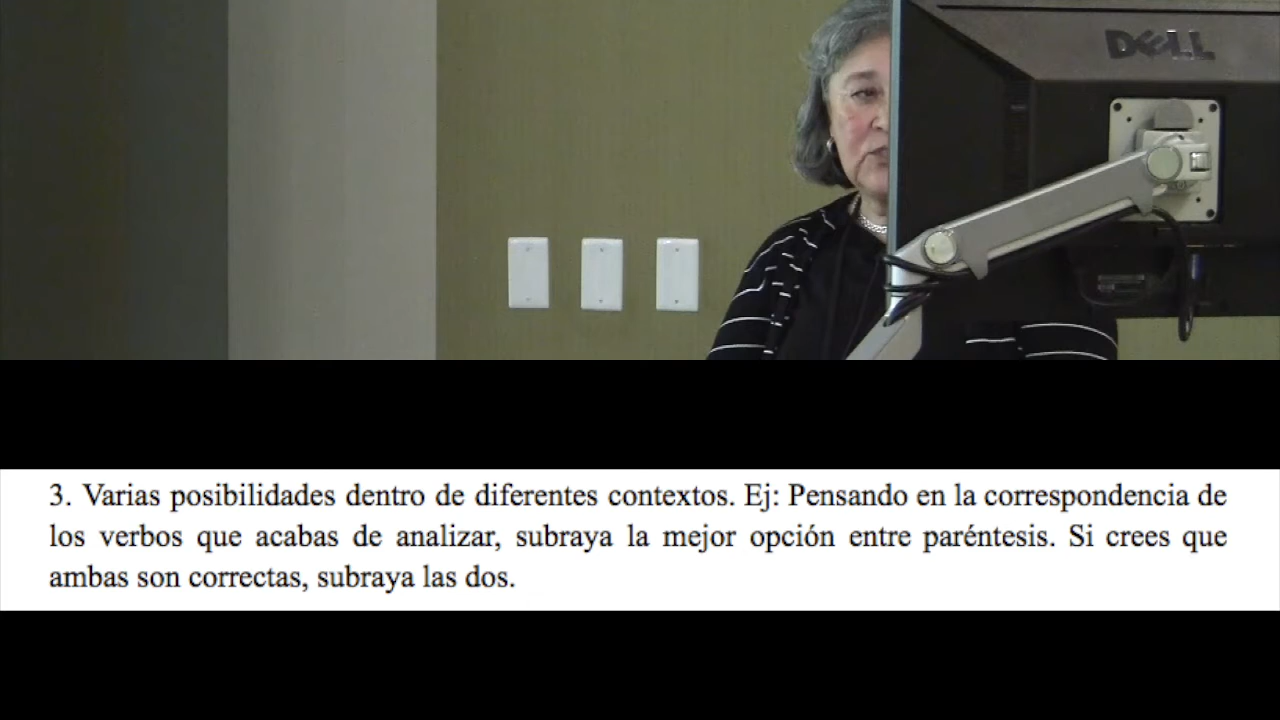 DELL
3. Varias posibilidades dentro de diferentes contextos. Ej: Pensando en la correspondencia de
los verbos que acabas de analizar, subraya la mejor opción entre paréntesis. Si crees que
ambas son correctas, subraya las dos.